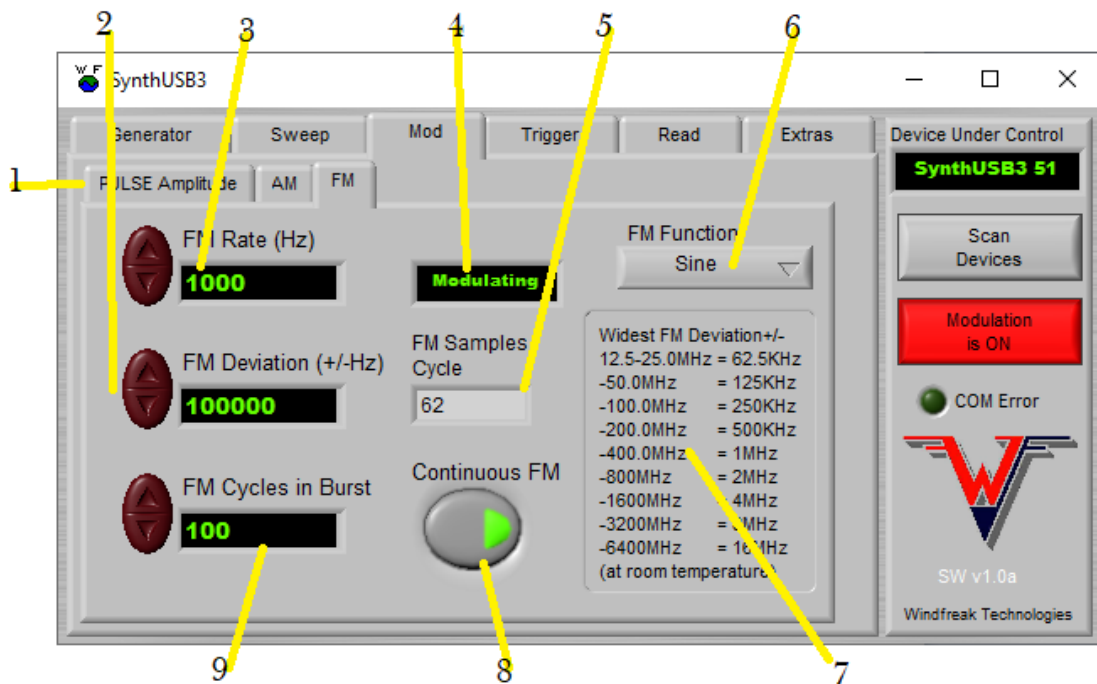 2 3 4 5 6
W F
SynthUSB3
Generator Sweep Mod Trigger Read Extras
Device Under Control
SynthUSB3 51
1
PULSE Amplitude AM FM
FM Rate (Hz)
1000
Modulating
FM Function
Sine
Scan
Devices
FM Deviation (+/-Hz)
100000
FM Samples
Cycle
62
Modulation
is ON
COM Error
Widest FM Deviation+/-
12.5-25.0MHz = 62.5KHz
-50.0MHz = 125KHz
-100.0MHz = 250KHz
-200.0MHz = 500KHz
-400.0MHz = 1MHz
-800MHz = 2MHz
-1600MHz = 4MHz
-3200MHz = MHz
-6400MHz = 16MHz
(at room temperature)
FM Cycles in Burst
100
Continuous FM
SW v1.0a
Windfreak Technologies
9 8 7